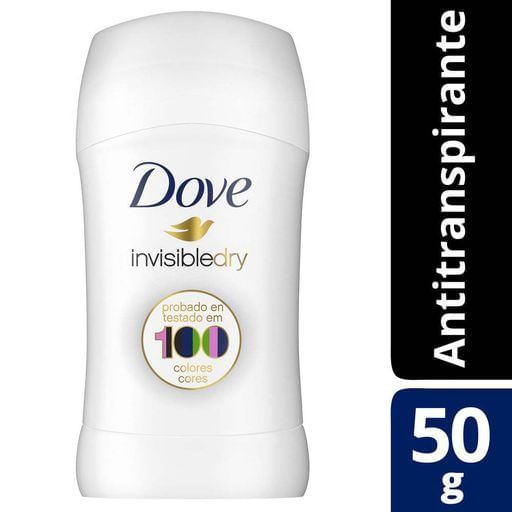 Dove
invisibledry
probado en
testado em
100
colores
cores
Antitranspirante
50
g